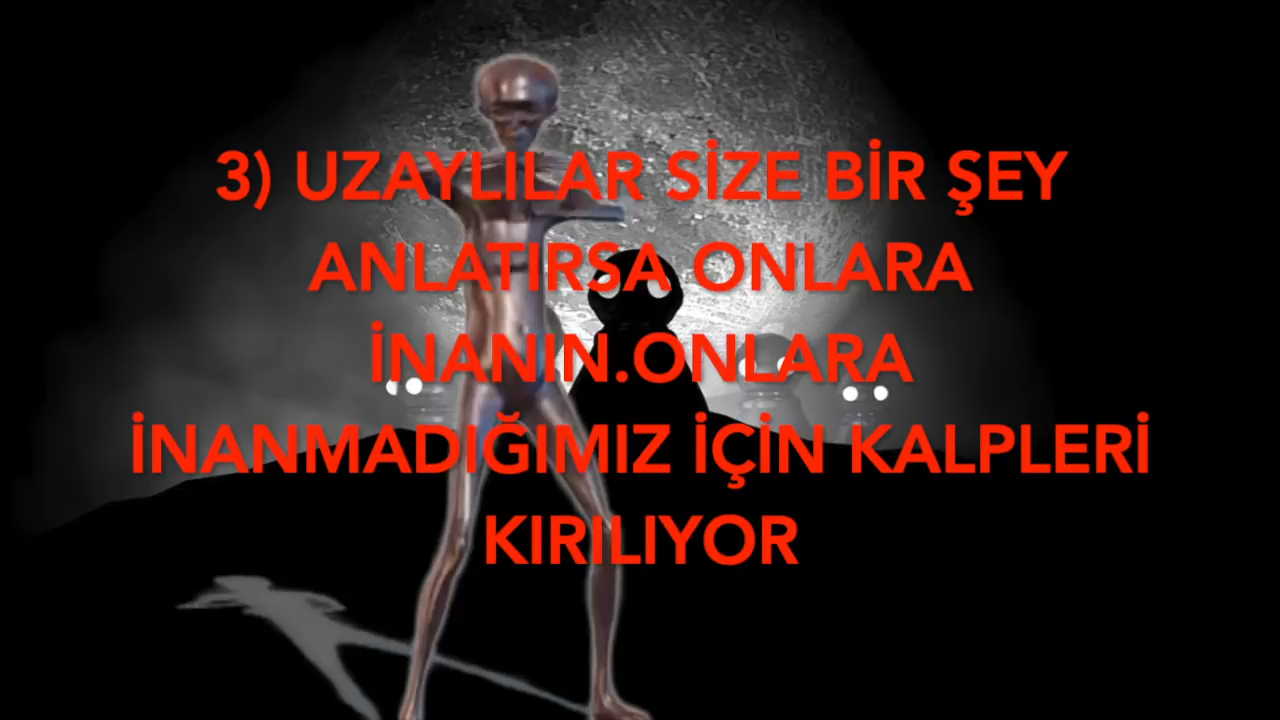 3) UZAYLILAR SİZE BİR ŞEY
ANLATIRSA ONLARA
İNANIN.ONLARA
İNANMADIĞIMIZ İÇİN KALPLERİ
KIRILIYOR